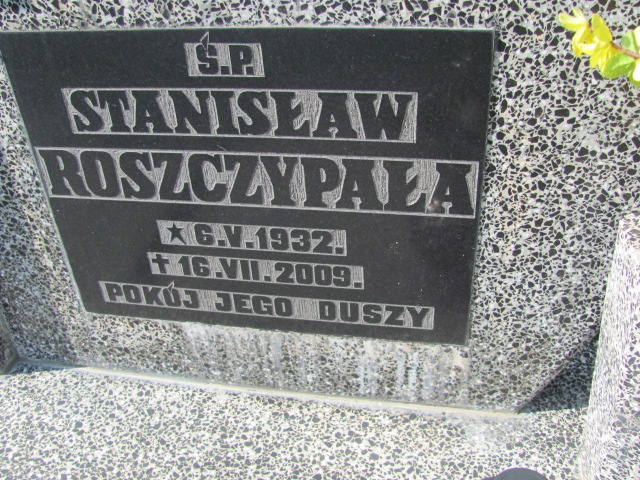 Ś.P.
STANISŁAW
ROSZCZYPAŁA
★ 6.V.1932.
✝ 16.VII.2009.
POKÓJ JEGO DUSZY